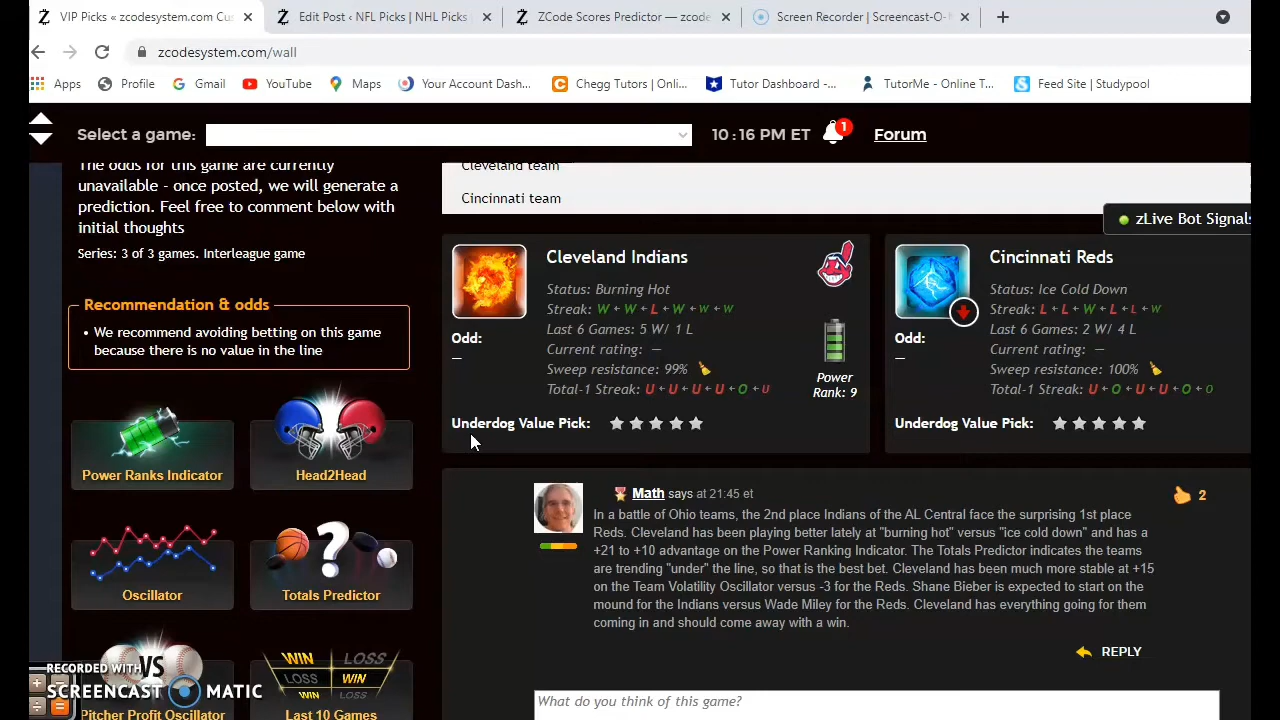 VIP Picks ‹ zcodesystem.com Cus
Edit Post ‹ NFL Picks | NHL Picks
ZCode Scores Predictor — zcode
Screen Recorder | Screencast-O-
zcodesystem.com/wall
Apps
Profile
Gmail
YouTube
Maps
Your Account Dash...
Chegg Tutors | Onli...
Tutor Dashboard -...
TutorMe - Online T...
Feed Site | Studypool
Select a game:
10:16 PM ET
1
Forum
The odds for this game are currently
unavailable - once posted, we will generate a
prediction. Feel free to comment below with
initial thoughts
Series: 3 of 3 games. Interleague game
Recommendation & odds
• We recommend avoiding betting on this game
because there is no value in the line
Power Ranks Indicator
Head2Head
Oscillator
?
Totals Predictor
VS
Pitcher Profit Oscillator
WIN LOSS
LOSS WIN
WIN LOSS
Last 10 Games
Cleveland team
Cincinnati team
zLive Bot Signals
Cleveland Indians
Status: Burning Hot
Streak: W ← W ← L ← W ← W ← W
Last 6 Games: 5 W/ 1 L
Current rating: —
Sweep resistance: 99%
Total-1 Streak: U ← U ← U ← U ← O ← U
Odd:
—
Power
Rank: 9
Underdog Value Pick:
Cincinnati Reds
Status: Ice Cold Down
Streak: L ← L ← W ← L ← L ← W
Last 6 Games: 2 W/ 4 L
Current rating: —
Sweep resistance: 100%
Total-1 Streak: U ← O ← U ← U ← O ← O
Odd:
—
Underdog Value Pick:
Math says at 21:45 et
2
In a battle of Ohio teams, the 2nd place Indians of the AL Central face the surprising 1st place
Reds. Cleveland has been playing better lately at "burning hot" versus "ice cold down" and has a
+21 to +10 advantage on the Power Ranking Indicator. The Totals Predictor indicates the teams
are trending "under" the line, so that is the best bet. Cleveland has been much more stable at +15
on the Team Volatility Oscillator versus -3 for the Reds. Shane Bieber is expected to start on the
mound for the Indians versus Wade Miley for the Reds. Cleveland has everything going for them
coming in and should come away with a win.
REPLY
What do you think of this game?
RECORDED WITH
SCREENCAST MATIC